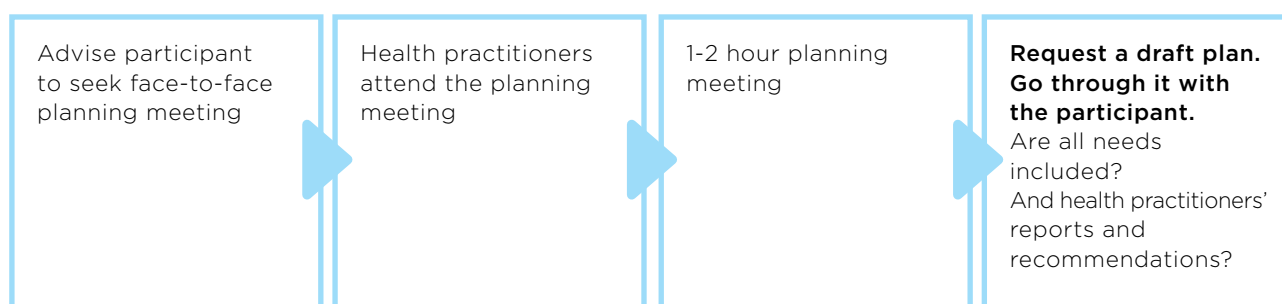 Advise participant
to seek face-to-face
planning meeting
Health practitioners
attend the planning
meeting
1-2 hour planning
meeting
Request a draft plan.
Go through it with
the participant.
Are all needs
included?
And health practitioners’
reports and
recommendations?